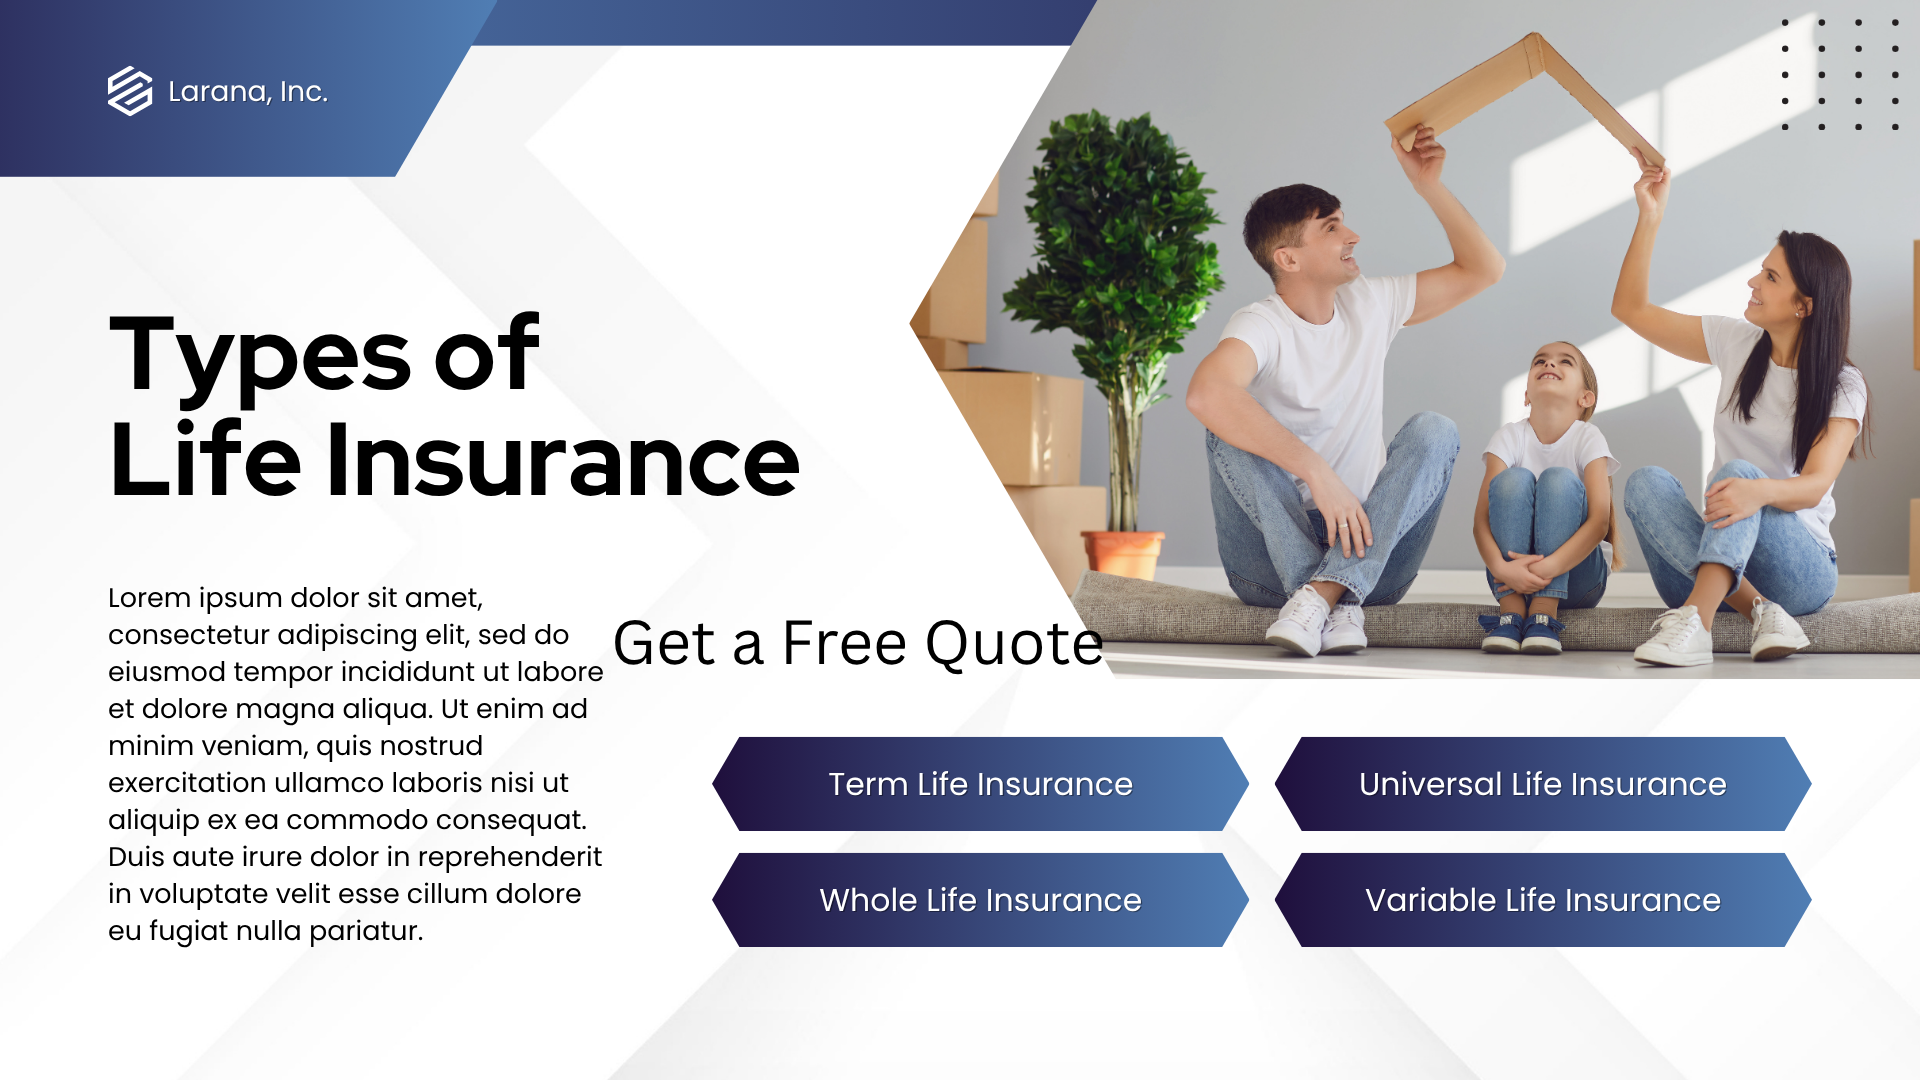 Larana, Inc.
Types of
Life Insurance
Lorem ipsum dolor sit amet,
consectetur adipiscing elit, sed do
eiusmod tempor incididunt ut labore
et dolore magna aliqua. Ut enim ad
minim veniam, quis nostrud
exercitation ullamco laboris nisi ut
aliquip ex ea commodo consequat.
Duis aute irure dolor in reprehenderit
in voluptate velit esse cillum dolore
eu fugiat nulla pariatur.
Get a Free Quote
Term Life Insurance
Universal Life Insurance
Whole Life Insurance
Variable Life Insurance